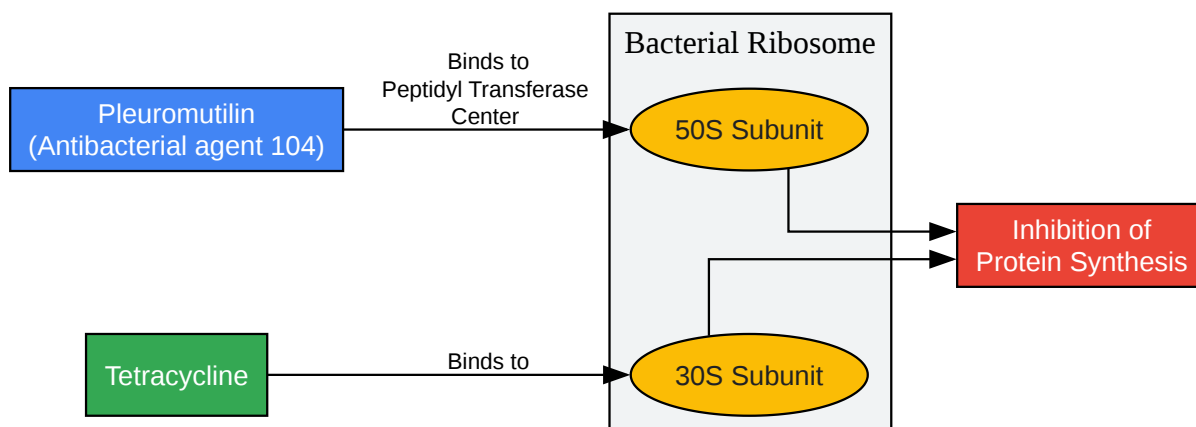 Bacterial Ribosome
Binds to
Peptidyl Transferase
Center
Pleuromutilin
(Antibacterial agent 104)
50S Subunit
Inhibition of
Protein Synthesis
Tetracycline
Binds to
30S Subunit